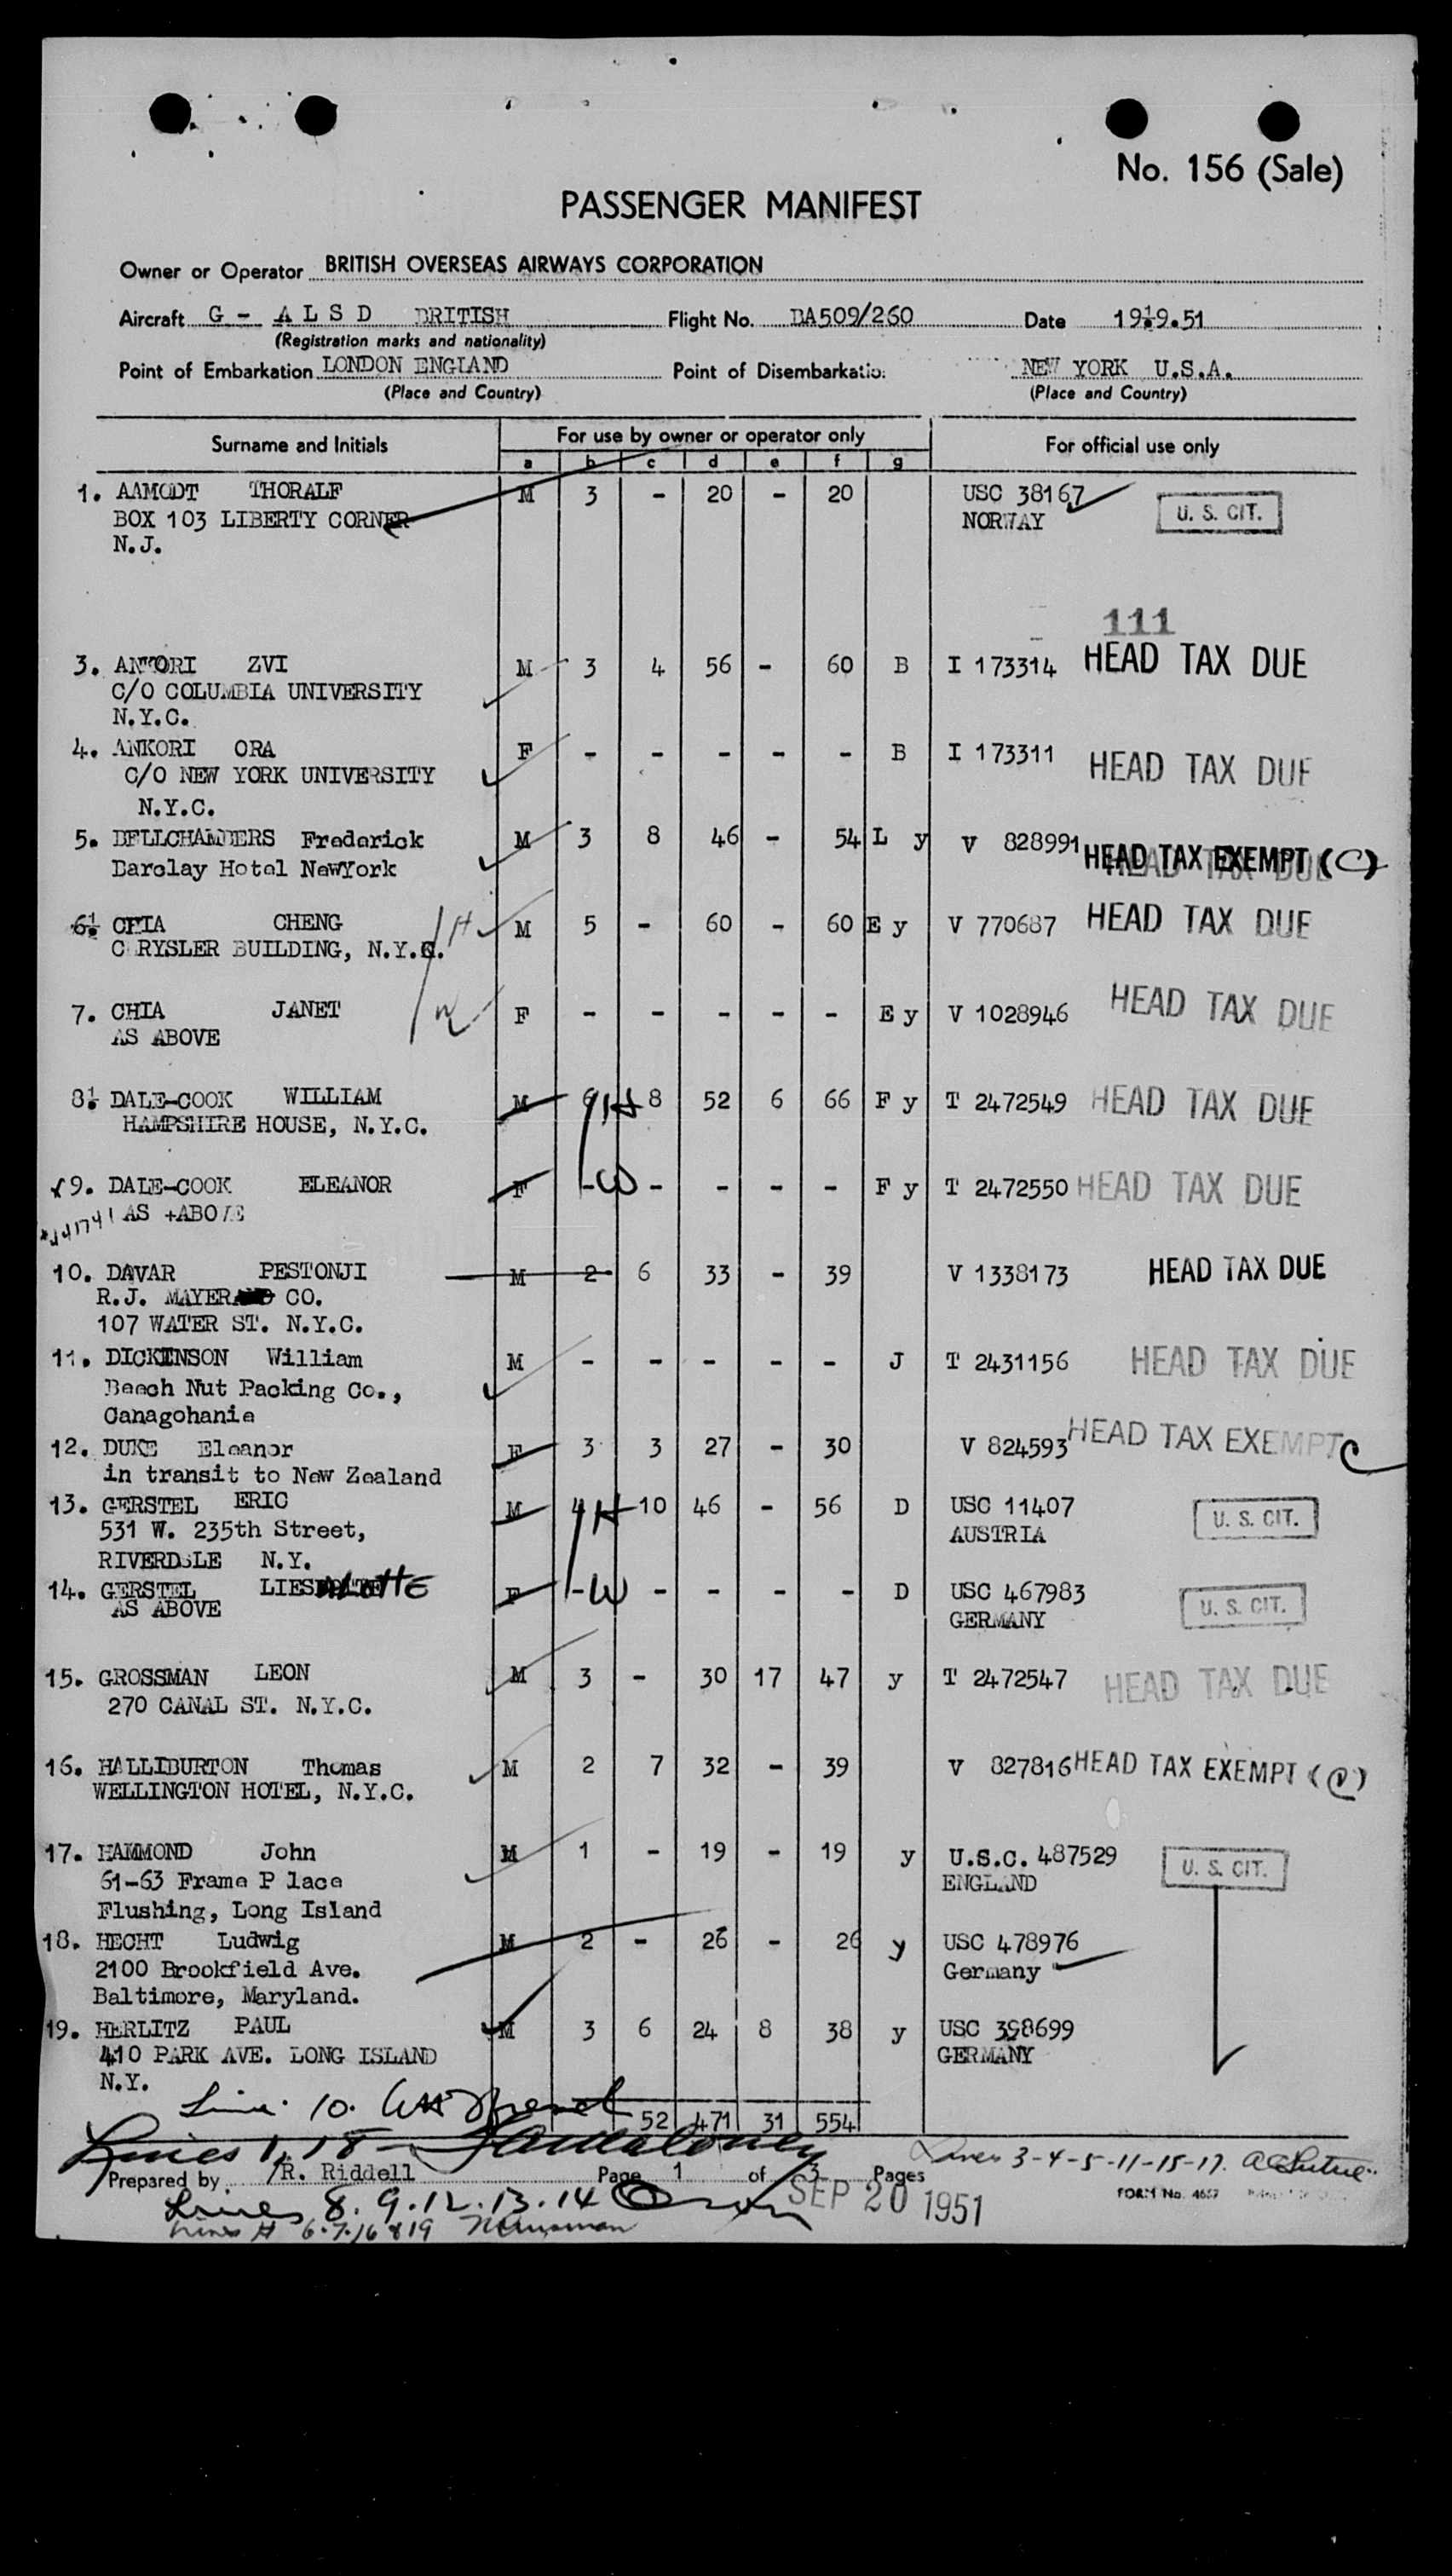 No. 156 (Sale)
PASSENGER MANIFEST
Owner or Operator BRITISH OVERSEAS AIRWAYS CORPORATION
Aircraft G - A L S D BRITISH Flight No. BA509/260 Date 19.9.51
(Registration marks and nationality)
Point of Embarkation LONDON ENGLAND Point of Disembarkation NEW YORK U.S.A.
(Place and Country) (Place and Country)
Surname and Initials For use by owner or operator only For official use only
a b c d e f g
1. AAMODT THORALF M 3 - 20 - 20 USC 38167
BOX 103 LIBERTY CORNER NORWAY U. S. CIT.
N.J.
111
3. ANKORI ZVI M 3 4 56 - 60 B I 173314 HEAD TAX DUE
C/O COLUMBIA UNIVERSITY
N.Y.C.
4. ANKORI ORA F - - - - - B I 173311 HEAD TAX DUE
C/O NEW YORK UNIVERSITY
N.Y.C.
5. BELLCHAMBERS Frederick M 3 8 46 - 54 L y V 828991 HEAD TAX EXEMPT (C)
Barclay Hotel NewYork
6. CHIA CHENG H M 5 - 60 - 60 E y V 770687 HEAD TAX DUE
C RYSLER BUILDING, N.Y.C.
7. CHIA JANET W F - - - - - E y V 1028946 HEAD TAX DUE
AS ABOVE
8. DALE-COOK WILLIAM M 6 H 8 52 6 66 F y T 2472549 HEAD TAX DUE
HAMPSHIRE HOUSE, N.Y.C.
9. DALE-COOK ELEANOR F - W - - - - F y T 2472550 HEAD TAX DUE
AS +ABOVE
10. DAVAR PESTONJI M 2 6 33 - 39 V 1338173 HEAD TAX DUE
R.J. MAYER CO.
107 WATER ST. N.Y.C.
11. DICKINSON William M - - - - - J T 2431156 HEAD TAX DUE
Beech Nut Packing Co.,
Canagohanie
12. DUKE Eleanor F 3 3 27 - 30 V 824593 HEAD TAX EXEMPT C
in transit to New Zealand
13. GERSTEL ERIC M 4 H 10 46 - 56 D USC 11407
531 W. 235th Street, AUSTRIA U. S. CIT.
RIVERDSLE N.Y.
14. GERSTEL LIESELOTTE F - W - - - - D USC 467983
AS ABOVE GERMANY U. S. CIT.
15. GROSSMAN LEON M 3 - 30 17 47 y T 2472547 HEAD TAX DUE
270 CANAL ST. N.Y.C.
16. HALLIBURTON Thomas M 2 7 32 - 39 V 827816 HEAD TAX EXEMPT
WELLINGTON HOTEL, N.Y.C.
17. HAMMOND John M 1 - 19 - 19 y U.S.C. 487529
61-63 Frame P lace ENGLAND U. S. CIT.
Flushing, Long Island
18. HECHT Ludwig M 2 - 26 - 26 y USC 478976
2100 Brookfield Ave. Germany
Baltimore, Maryland.
19. HERLITZ PAUL M 3 6 24 8 38 y USC 398699
410 PARK AVE. LONG ISLAND GERMANY
N.Y.
Line 10.
52 471 31 554
Lines 1, 18 Lines 3-4-5-11-15-17.
Prepared by R. Riddell Page 1 of 3 Pages
FORM No. 4687
Lines 8. 9. 12. 13. 14 SEP 20 1951
Lines 6.7.16 & 19